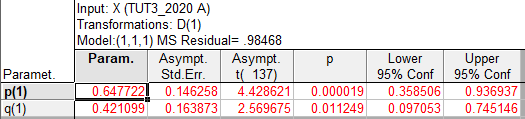 Input: X (TUT3_2020 A)
Transformations: D(1)
Model:(1,1,1) MS Residual= .98468
Paramet. Param. Asympt. Std.Err. Asympt. t( 137) p Lower 95% Conf Upper 95% Conf
p(1) 0.647722 0.146258 4.428621 0.000019 0.358506 0.936937
q(1) 0.421099 0.163873 2.569675 0.011249 0.097053 0.745146